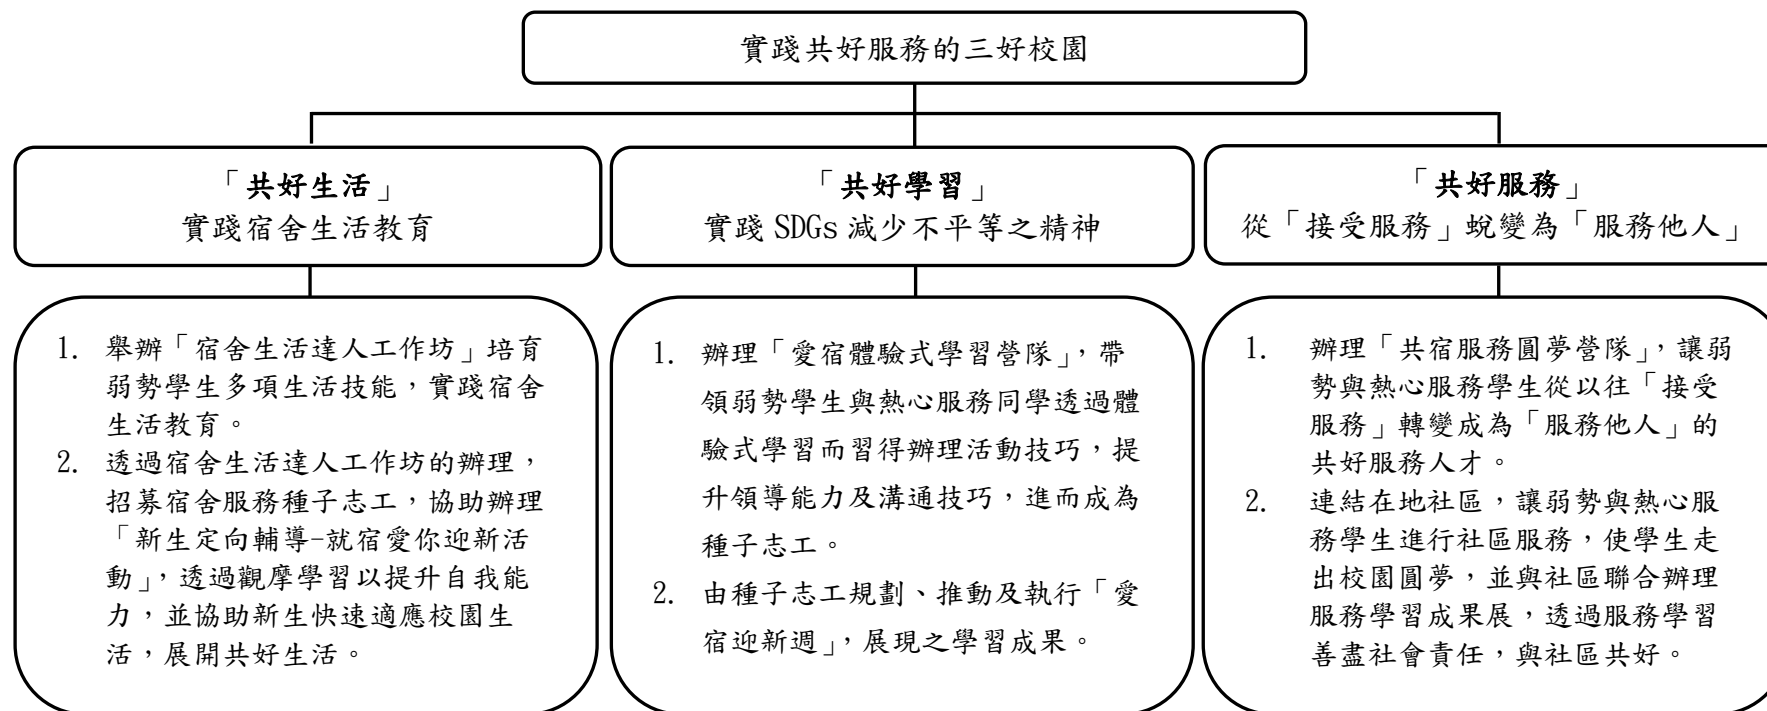 實踐共好服務的三好校園
「共好生活」
實踐宿舍生活教育
「共好學習」
實踐 SDGs 減少不平等之精神
「共好服務」
從「接受服務」蛻變為「服務他人」
1. 舉辦「宿舍生活達人工作坊」培育
弱勢學生多項生活技能，實踐宿舍
生活教育。
2. 透過宿舍生活達人工作坊的辦理，
招募宿舍服務種子志工，協助辦理
「新生定向輔導-就宿愛你迎新活
動」，透過觀摩學習以提升自我能
力，並協助新生快速適應校園生
活，展開共好生活。
1. 辦理「愛宿體驗式學習營隊」，帶
領弱勢學生與熱心服務同學透過體
驗式學習而習得辦理活動技巧，提
升領導能力及溝通技巧，進而成為
種子志工。
2. 由種子志工規劃、推動及執行「愛
宿迎新週」，展現之學習成果。
1. 辦理「共宿服務圓夢營隊」，讓弱
勢與熱心服務學生從以往「接受
服務」轉變成為「服務他人」的
共好服務人才。
2. 連結在地社區，讓弱勢與熱心服
務學生進行社區服務，使學生走
出校園圓夢，並與社區聯合辦理
服務學習成果展，透過服務學習
善盡社會責任，與社區共好。